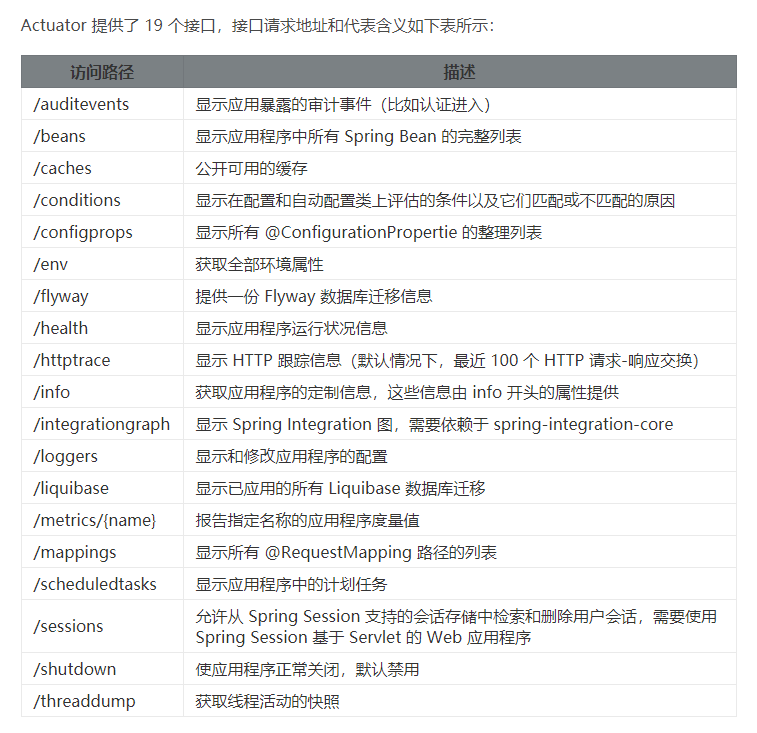 Actuator 提供了 19 个接口，接口请求地址和代表含义如下表所示：
访问路径 描述
/auditevents 显示应用暴露的审计事件（比如认证进入）
/beans 显示应用程序中所有 Spring Bean 的完整列表
/caches 公开可用的缓存
/conditions 显示在配置和自动配置类上评估的条件以及它们匹配或不匹配的原因
/configprops 显示所有 @ConfigurationPropertie 的整理列表
/env 获取全部环境属性
/flyway 提供一份 Flyway 数据库迁移信息
/health 显示应用程序运行状况信息
/httptrace 显示 HTTP 跟踪信息（默认情况下，最近 100 个 HTTP 请求-响应交换）
/info 获取应用程序的定制信息，这些信息由 info 开头的属性提供
/integrationgraph 显示 Spring Integration 图，需要依赖于 spring-integration-core
/loggers 显示和修改应用程序的配置
/liquibase 显示已应用的所有 Liquibase 数据库迁移
/metrics/{name} 报告指定名称的应用程序度量值
/mappings 显示所有 @RequestMapping 路径的列表
/scheduledtasks 显示应用程序中的计划任务
/sessions 允许从 Spring Session 支持的会话存储中检索和删除用户会话，需要使用
Spring Session 基于 Servlet 的 Web 应用程序
/shutdown 使应用程序正常关闭，默认禁用
/threaddump 获取线程活动的快照